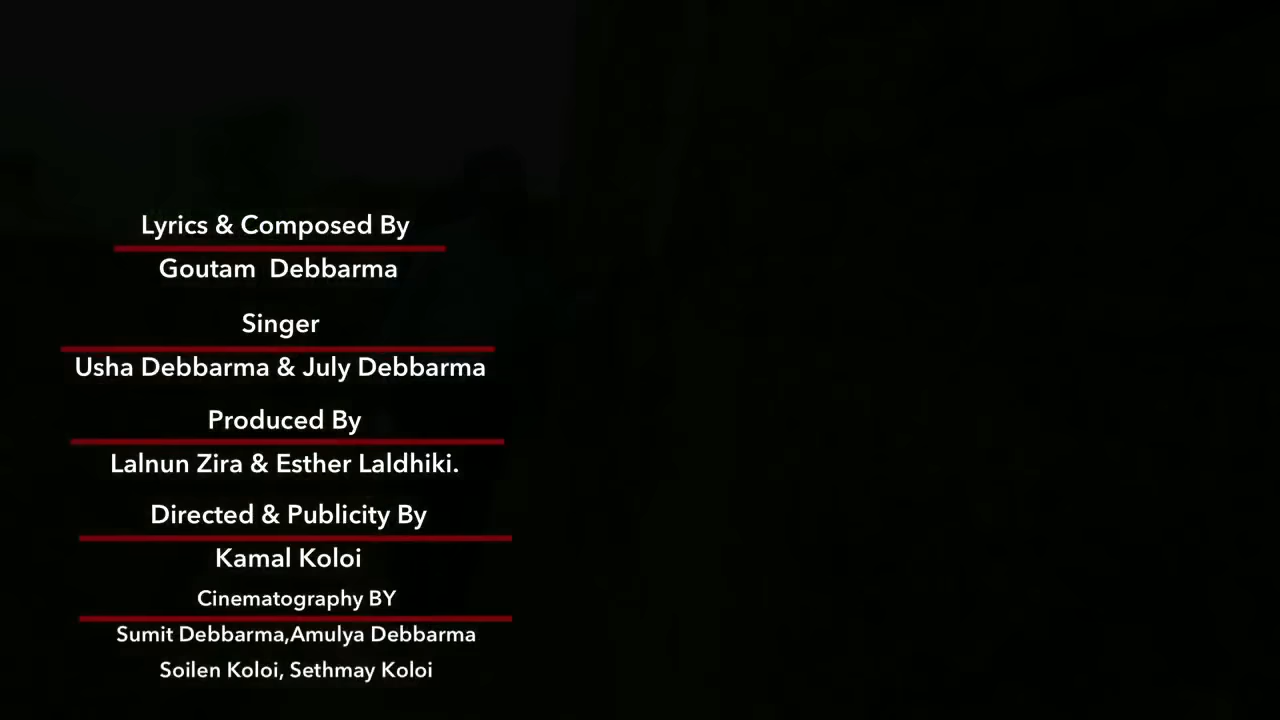 Lyrics & Composed By
Goutam Debbarma
Singer
Usha Debbarma & July Debbarma
Produced By
Lalnun Zira & Esther Laldhiki.
Directed & Publicity By
Kamal Koloi
Cinematography BY
Sumit Debbarma,Amulya Debbarma
Soilen Koloi, Sethmay Koloi